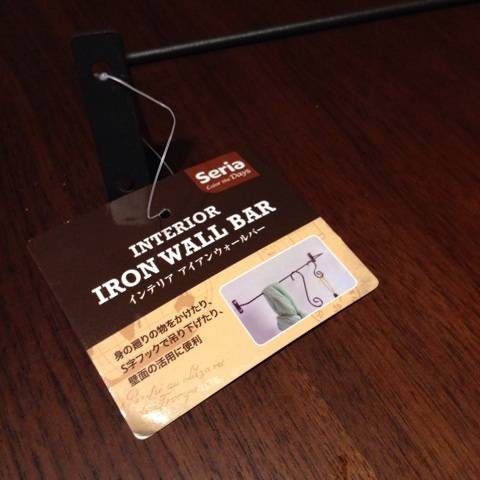 Seria
Color the Days
INTERIOR
IRON WALL BAR
インテリア アイアンウォールバー
身の廻りの物をかけたり、
S字フックで吊り下げたり、
壁面の活用に便利